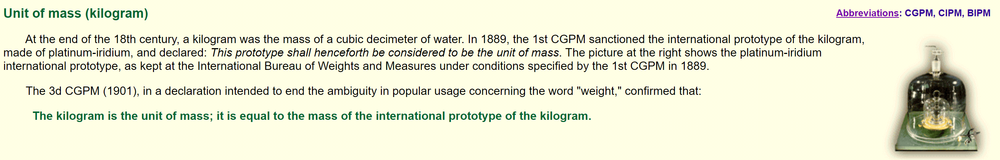 Unit of mass (kilogram)
Abbreviations: CGPM, CIPM, BIPM
At the end of the 18th century, a kilogram was the mass of a cubic decimeter of water. In 1889, the 1st CGPM sanctioned the international prototype of the kilogram,
made of platinum-iridium, and declared: This prototype shall henceforth be considered to be the unit of mass. The picture at the right shows the platinum-iridium
international prototype, as kept at the International Bureau of Weights and Measures under conditions specified by the 1st CGPM in 1889.
The 3d CGPM (1901), in a declaration intended to end the ambiguity in popular usage concerning the word "weight," confirmed that:
The kilogram is the unit of mass; it is equal to the mass of the international prototype of the kilogram.